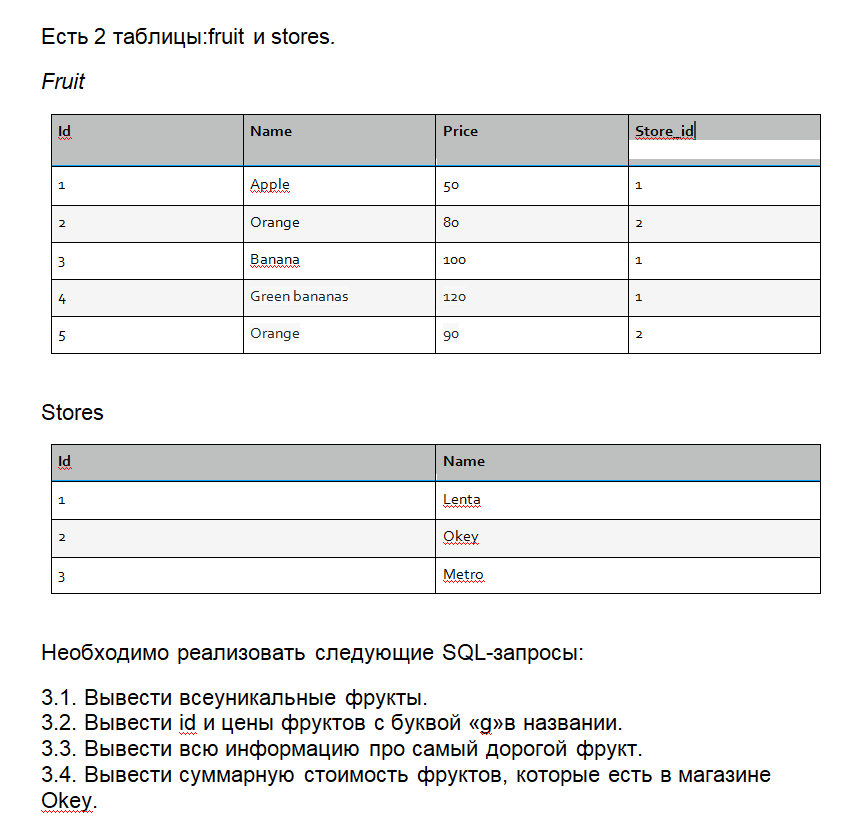 Есть 2 таблицы:fruit и stores.
Fruit
Id Name Price Store_id
1 Apple 50 1
2 Orange 80 2
3 Banana 100 1
4 Green bananas 120 1
5 Orange 90 2
Stores
Id Name
1 Lenta
2 Okey
3 Metro
Необходимо реализовать следующие SQL-запросы:
3.1. Вывести всеуникальные фрукты.
3.2. Вывести id и цены фруктов с буквой «g»в названии.
3.3. Вывести всю информацию про самый дорогой фрукт.
3.4. Вывести суммарную стоимость фруктов, которые есть в магазине
Okey.